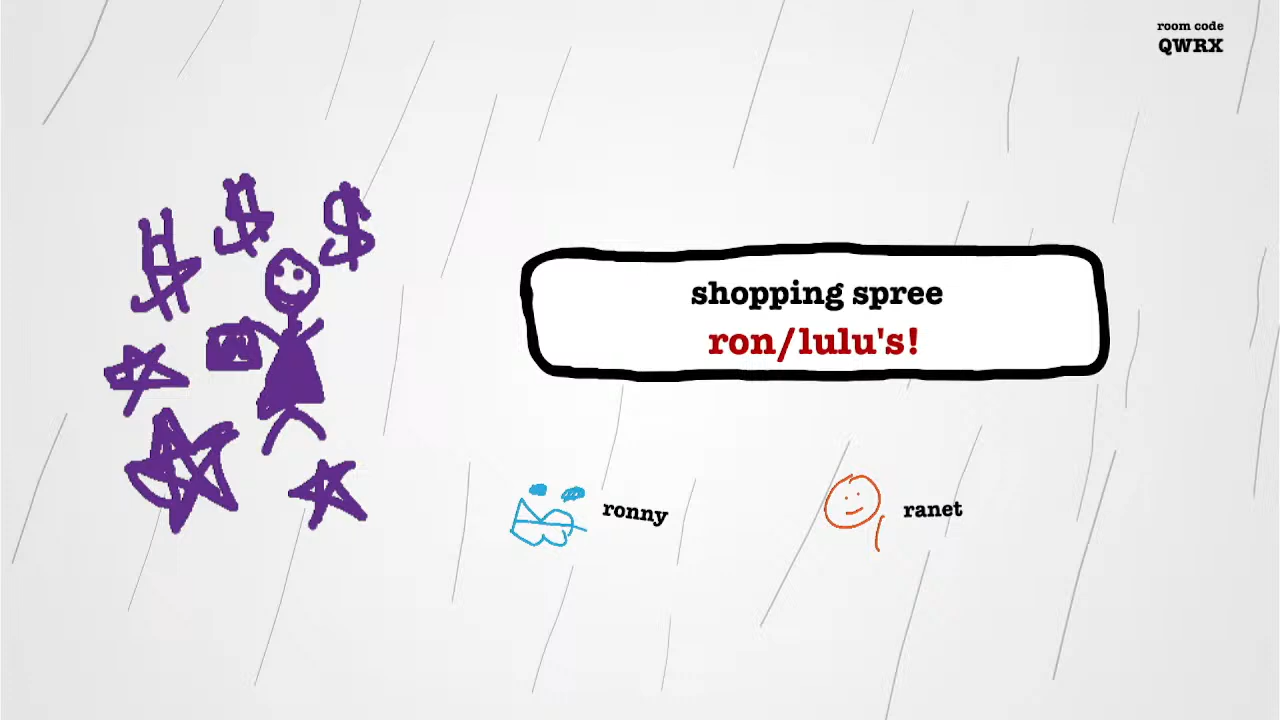 room code
QWRX
$ $ $
shopping spree
ron/lulu's!
ronny
ranet